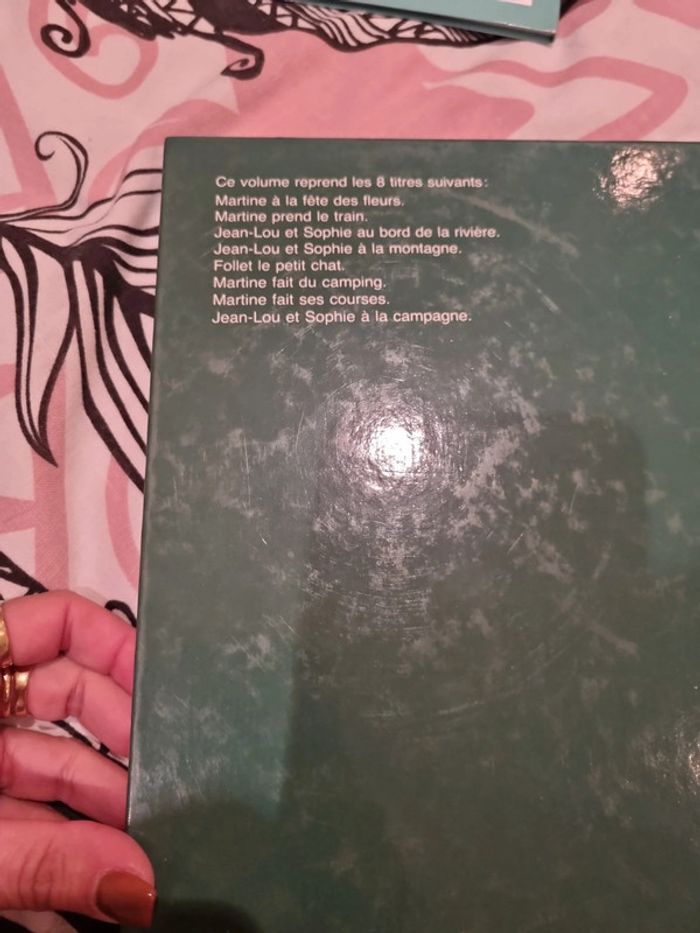 Ce volume reprend les 8 titres suivants:
Martine à la fête des fleurs.
Martine prend le train.
Jean-Lou et Sophie au bord de la rivière.
Jean-Lou et Sophie à la montagne.
Follet le petit chat.
Martine fait du camping.
Martine fait ses courses.
Jean-Lou et Sophie à la campagne.